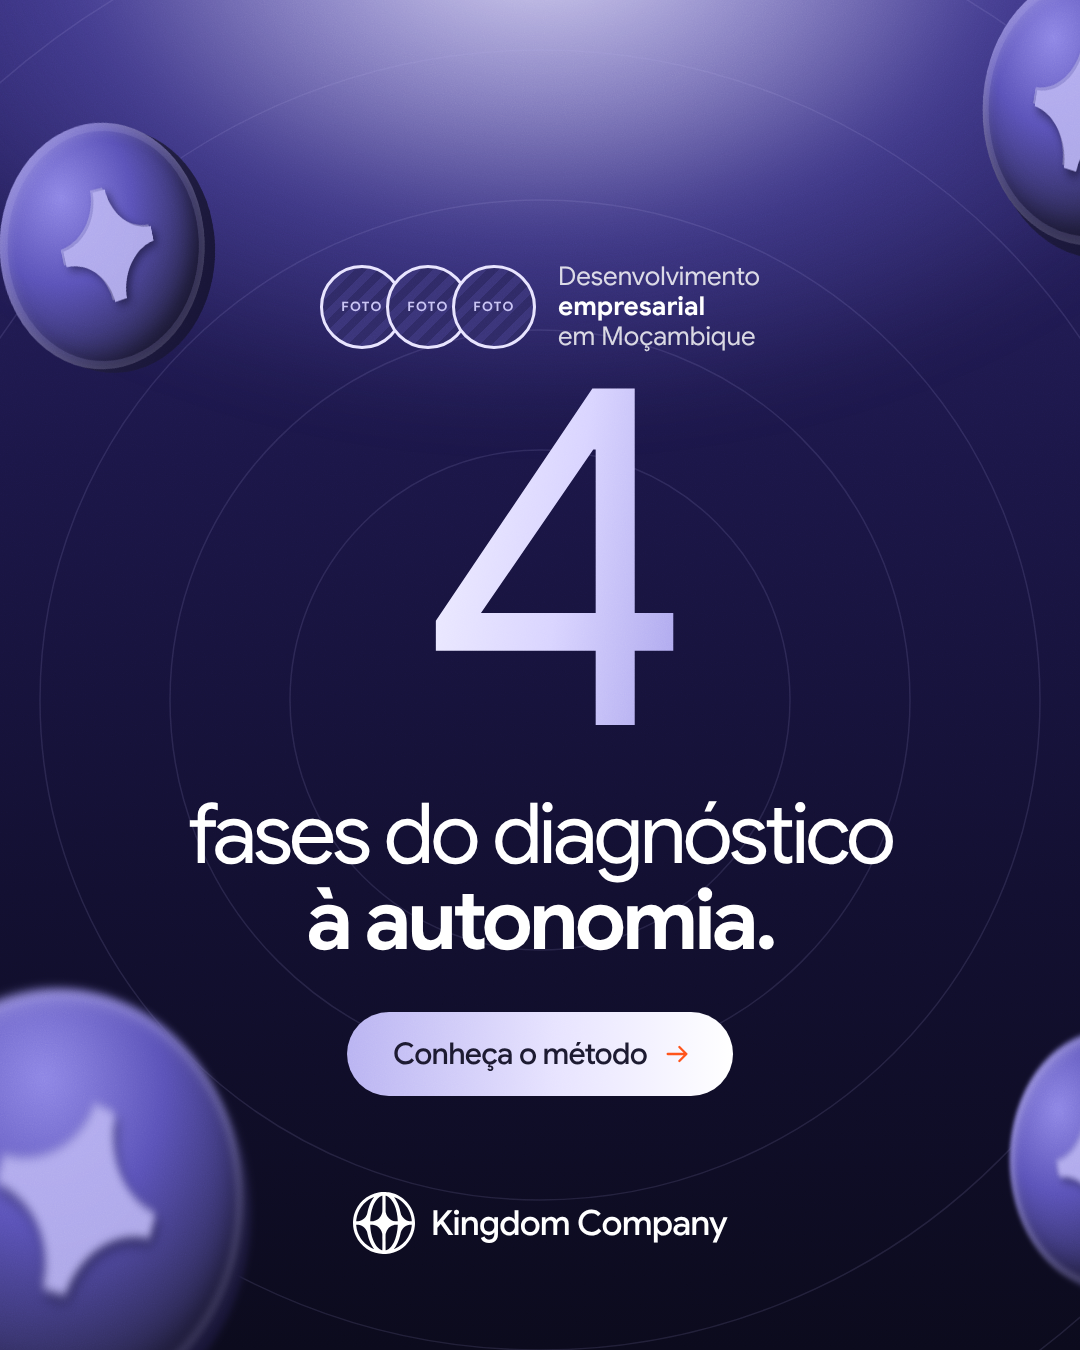 FOTO FOTO FOTO
Desenvolvimento
empresarial
em Moçambique
4
fases do diagnóstico
à autonomia.
Conheça o método →
Kingdom Company